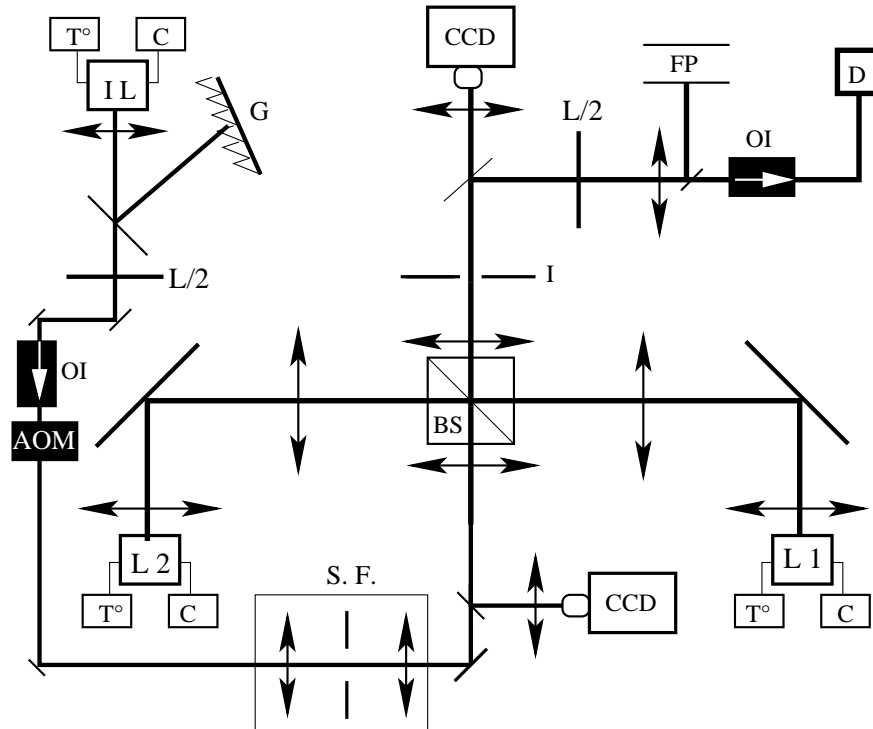 T° C CCD
I L FP D
G
L/2 OI
L/2 I
OI
BS
AOM
L 2 S. F. L 1
T° C CCD T° C